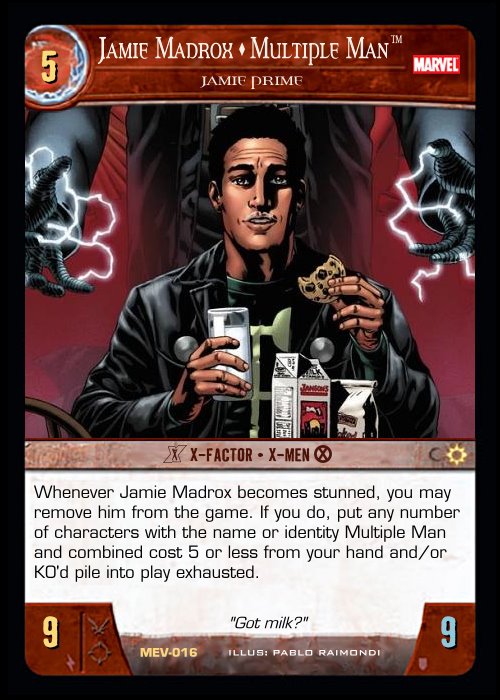 5
JAMIE MADROX ♦ MULTIPLE MAN™
JAMIE PRIME
MARVEL
X-FACTOR • X-MEN
C
Whenever Jamie Madrox becomes stunned, you may
remove him from the game. If you do, put any number
of characters with the name or identity Multiple Man
and combined cost 5 or less from your hand and/or
KO'd pile into play exhausted.
"Got milk?"
9
MEV-016 ILLUS: PABLO RAIMONDI
9